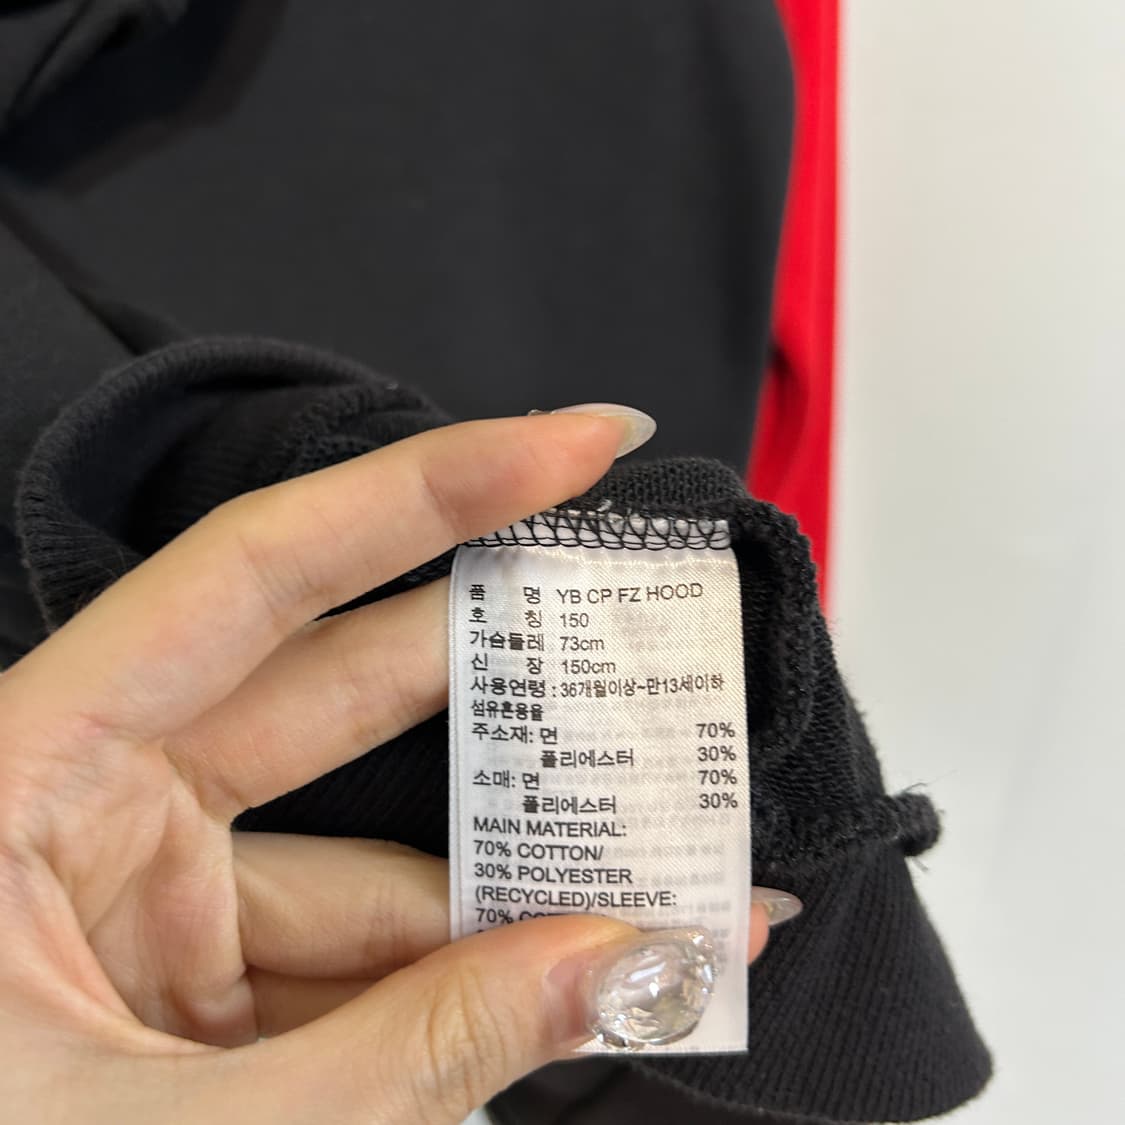 품 명 YB CP FZ HOOD
호 칭 150
가슴들레 73cm
신 장 150cm
사용연령 : 36개월이상~만13세이하
섬유혼용율
주소재: 면 70%
폴리에스터 30%
소매: 면 70%
폴리에스터 30%
MAIN MATERIAL:
70% COTTON/
30% POLYESTER
(RECYCLED)/SLEEVE:
70%